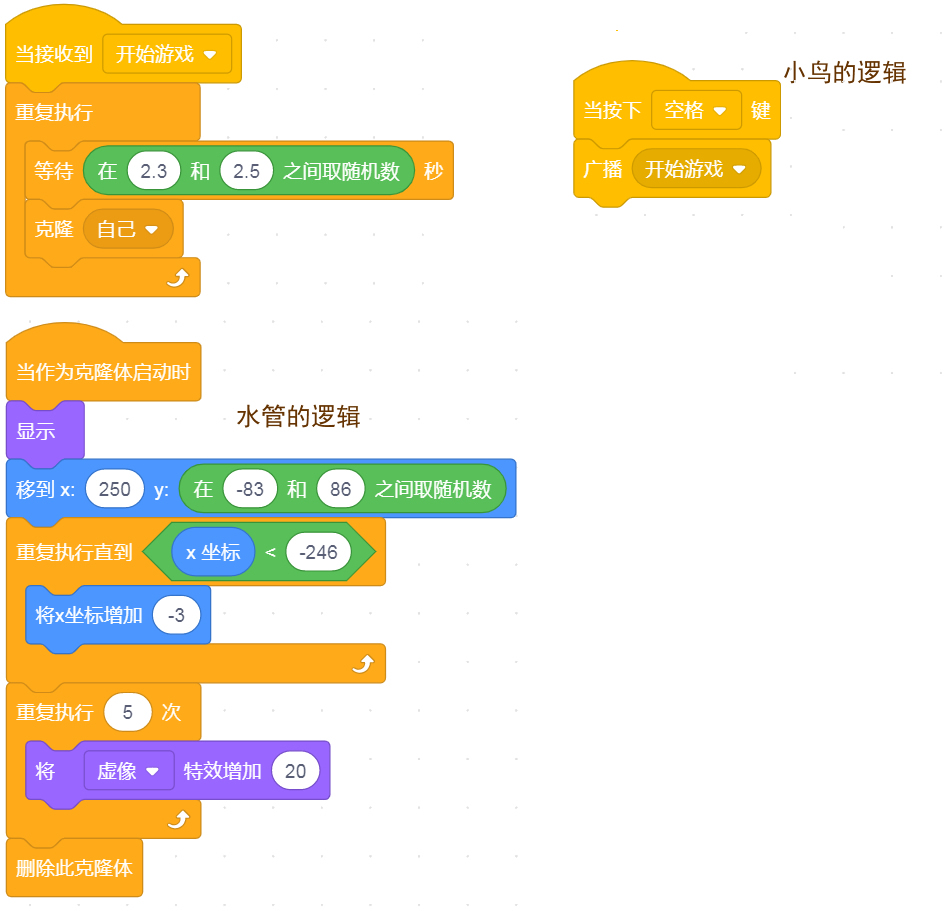 当接收到 开始游戏
重复执行
等待 在 2.3 和 2.5 之间取随机数 秒
克隆 自己
小鸟的逻辑
当按下 空格 键
广播 开始游戏
当作为克隆体启动时
水管的逻辑
显示
移到 x: 250 y: 在 -83 和 86 之间取随机数
重复执行直到 x 坐标 < -246
将x坐标增加 -3
重复执行 5 次
将 虚像 特效增加 20
删除此克隆体